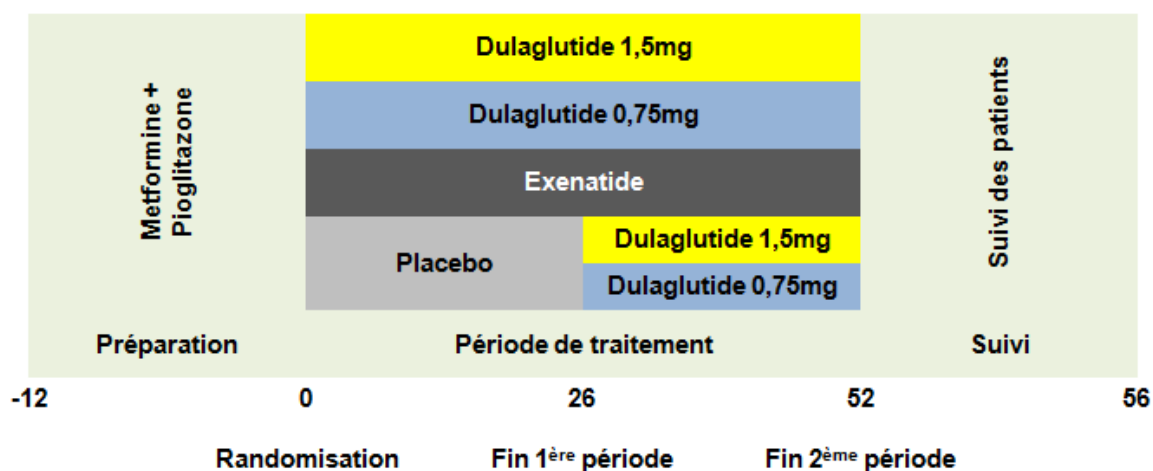 Metformine +
Pioglitazone
Dulaglutide 1,5mg
Dulaglutide 0,75mg
Exenatide
Placebo
Dulaglutide 1,5mg
Dulaglutide 0,75mg
Suivi des patients
Préparation
Période de traitement
Suivi
-12 0 26 52 56
Randomisation Fin 1ère période Fin 2ème période